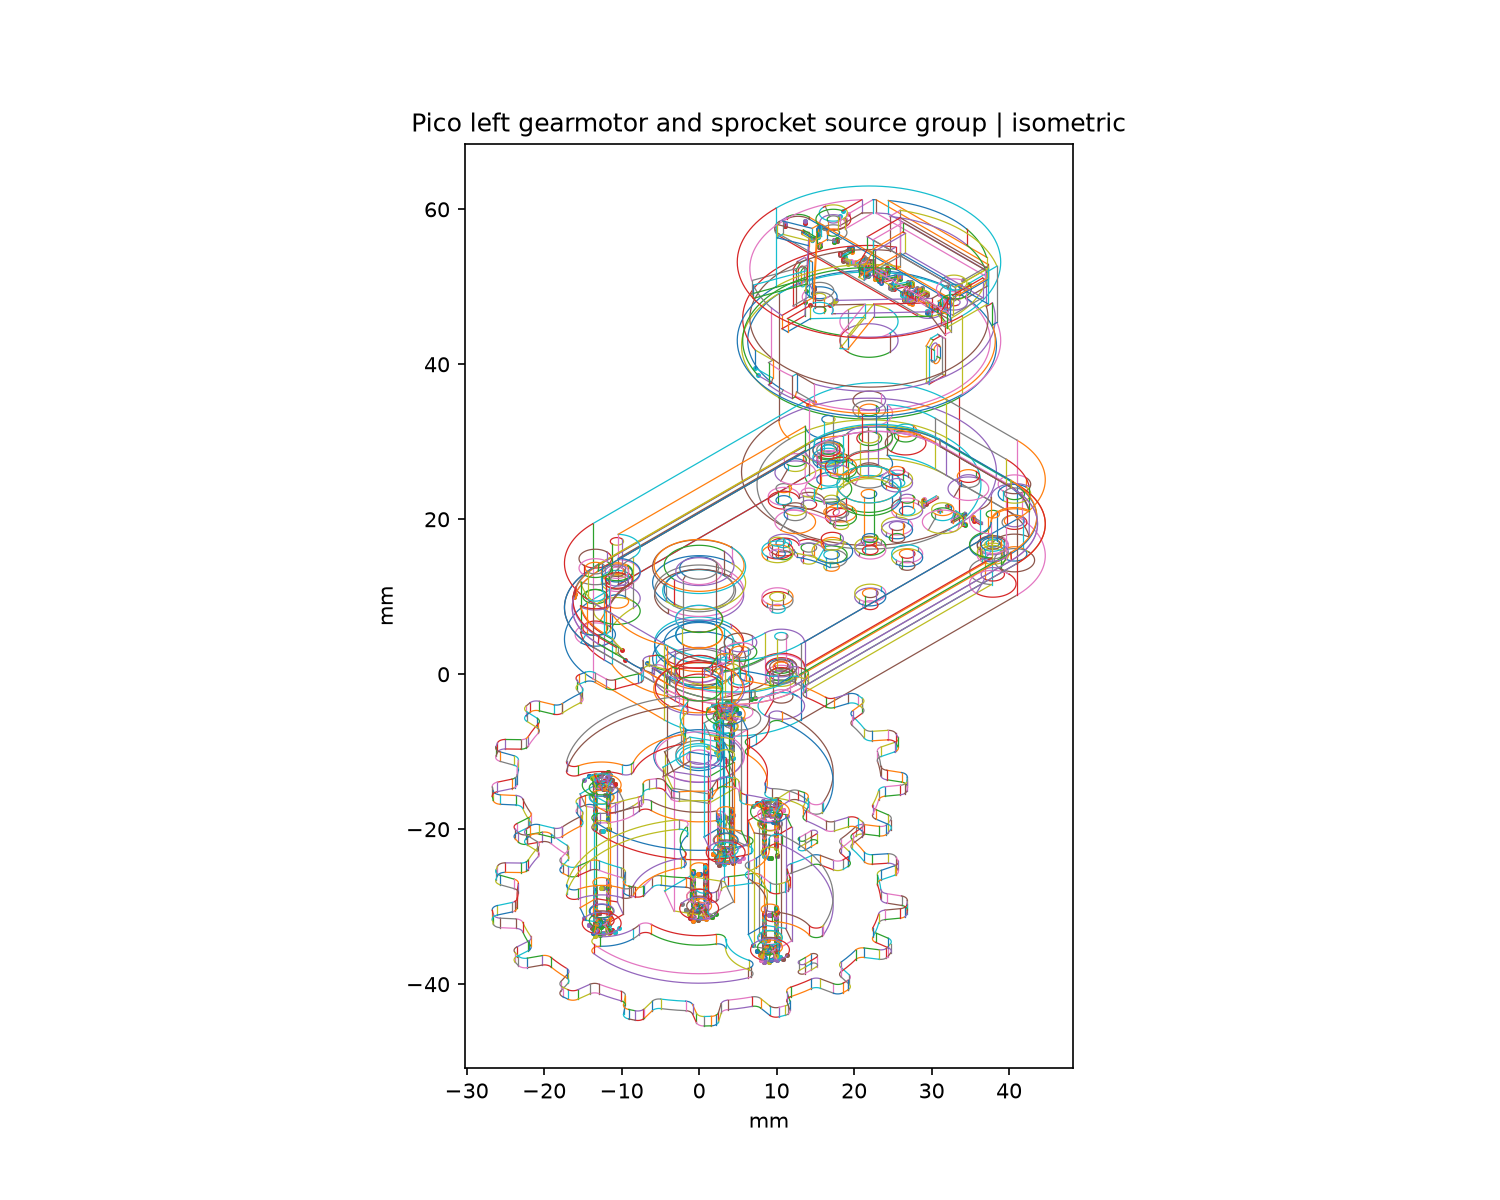 Pico left gearmotor and sprocket source group | isometric
60
40
20
0
−20
−40
mm
−30 −20 −10 0 10 20 30 40
mm